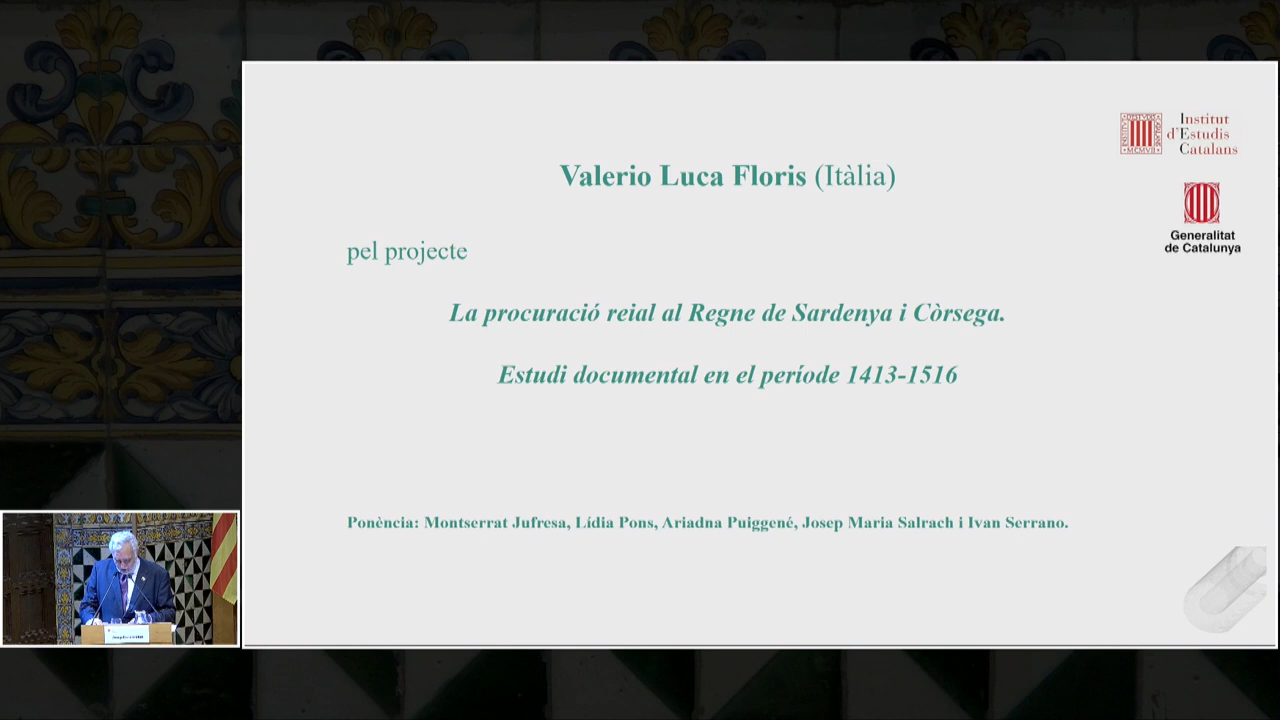 Institut
d'Estudis
Catalans
Valerio Luca Floris (Itàlia)
Generalitat
de Catalunya
pel projecte
La procuració reial al Regne de Sardenya i Còrsega.
Estudi documental en el període 1413-1516
Ponència: Montserrat Jufresa, Lídia Pons, Ariadna Puiggené, Josep Maria Salrach i Ivan Serrano.